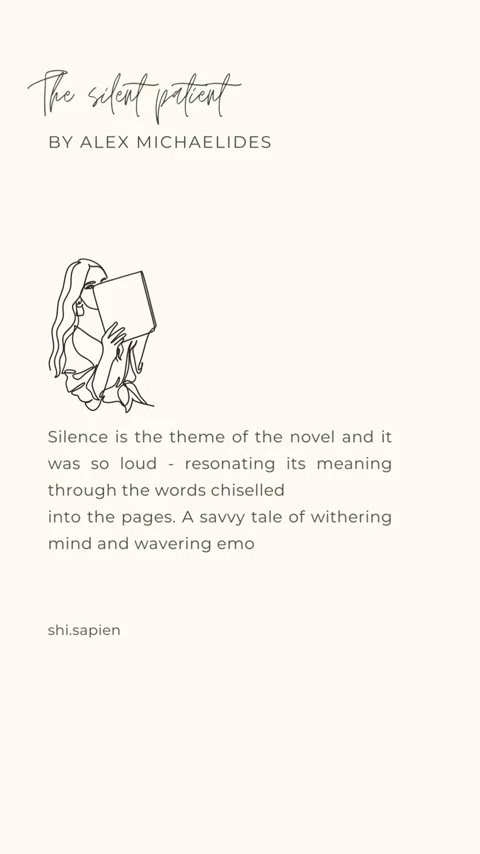 The silent patient
BY ALEX MICHAELIDES
Silence is the theme of the novel and it
was so loud - resonating its meaning
through the words chiselled
into the pages. A savvy tale of withering
mind and wavering emo
shi.sapien